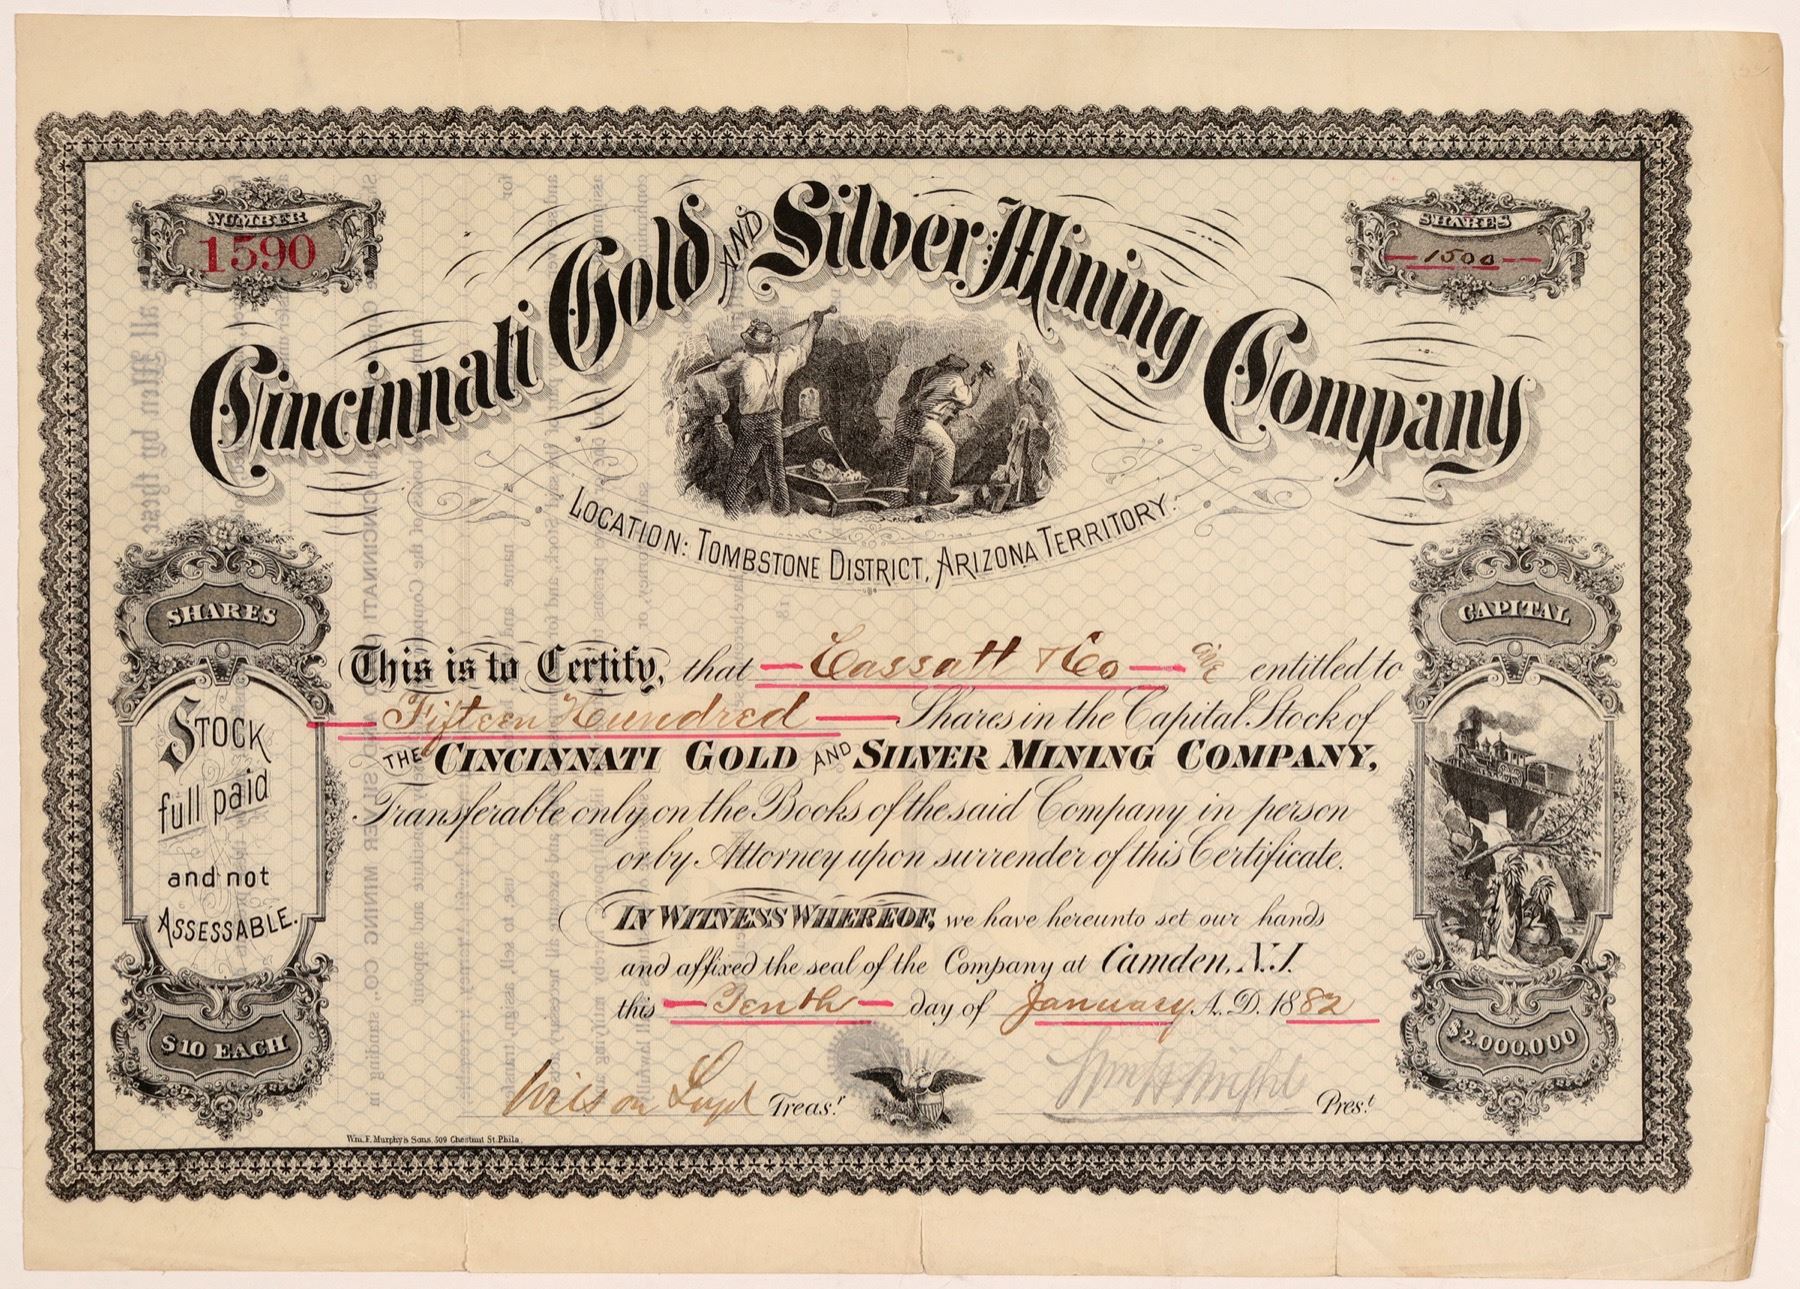 NUMBER
1590
SHARES
1500
Cincinnati Gold AND Silver Mining Company
LOCATION: TOMBSTONE DISTRICT, ARIZONA TERRITORY.
SHARES
STOCK
full paid
and not
ASSESSABLE.
$10 EACH
CAPITAL
$2.000.000
This is to Certify, that Cassatt & Co are entitled to
Fifteen Hundred Shares in the Capital Stock of
THE CINCINNATI GOLD AND SILVER MINING COMPANY,
Transferable only on the Books of the said Company in person
or by Attorney upon surrender of this Certificate.
IN WITNESS WHEREOF, we have hereunto set our hands
and affixed the seal of the Company at Camden, N.J.
this Tenth day of January A.D. 1882
Wilson Loyd Treas.r
Wm H Wright Pres.t
Wm. F. Murphy's Sons. 509 Chestnut St. Phila.